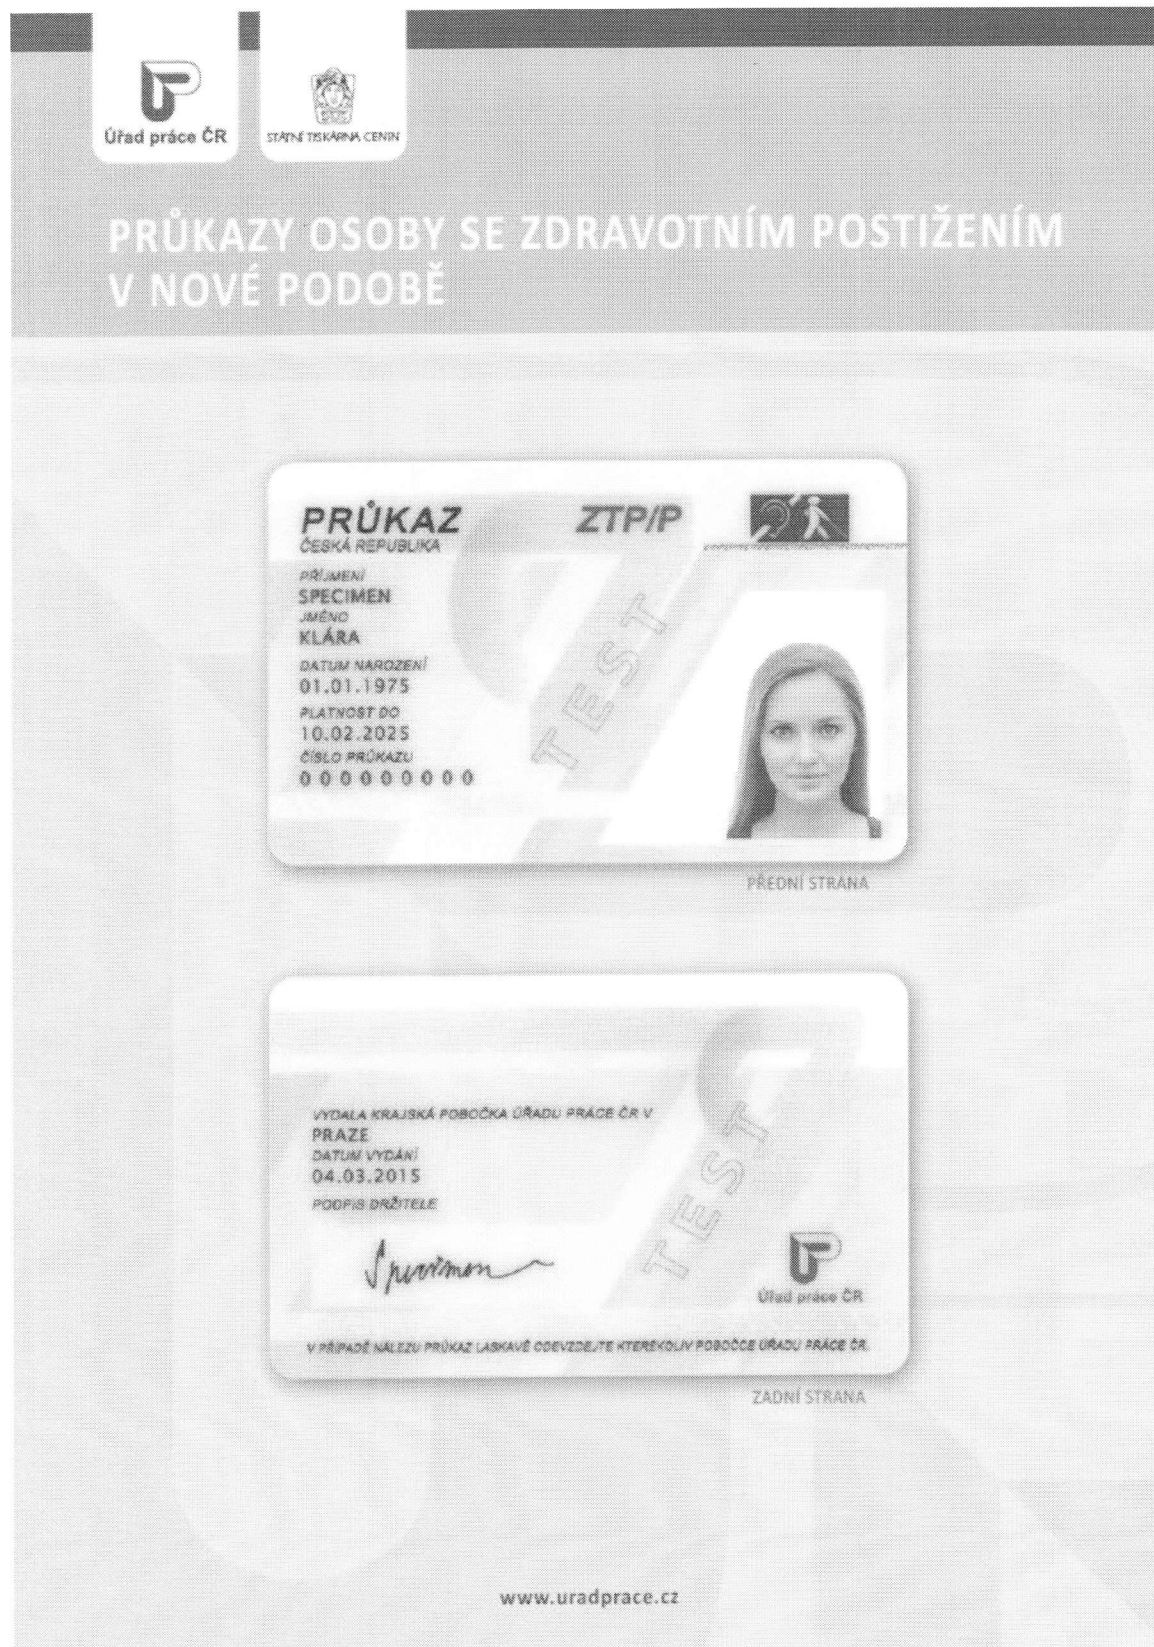 Úřad práce ČR
STÁTNÍ TISKÁRNA CENIN
PRŮKAZY OSOBY SE ZDRAVOTNÍM POSTIŽENÍM
V NOVÉ PODOBĚ
PRŮKAZ ZTP/P
ČESKÁ REPUBLIKA
PŘÍJMENÍ
SPECIMEN
JMÉNO
KLÁRA
DATUM NAROZENÍ
01.01.1975
PLATNOST DO
10.02.2025
ČÍSLO PRŮKAZU
000000000
TEST
PŘEDNÍ STRANA
VYDALA KRAJSKÁ POBOČKA ÚŘADU PRÁCE ČR V
PRAZE
DATUM VYDÁNÍ
04.03.2015
PODPIS DRŽITELE
Specimen
TEST
Úřad práce ČR
V PŘÍPADĚ NÁLEZU PRŮKAZ LASKAVĚ ODEVZDEJTE KTEREKOLIV POBOČCE ÚŘADU PRÁCE ČR.
ZADNÍ STRANA
www.uradprace.cz